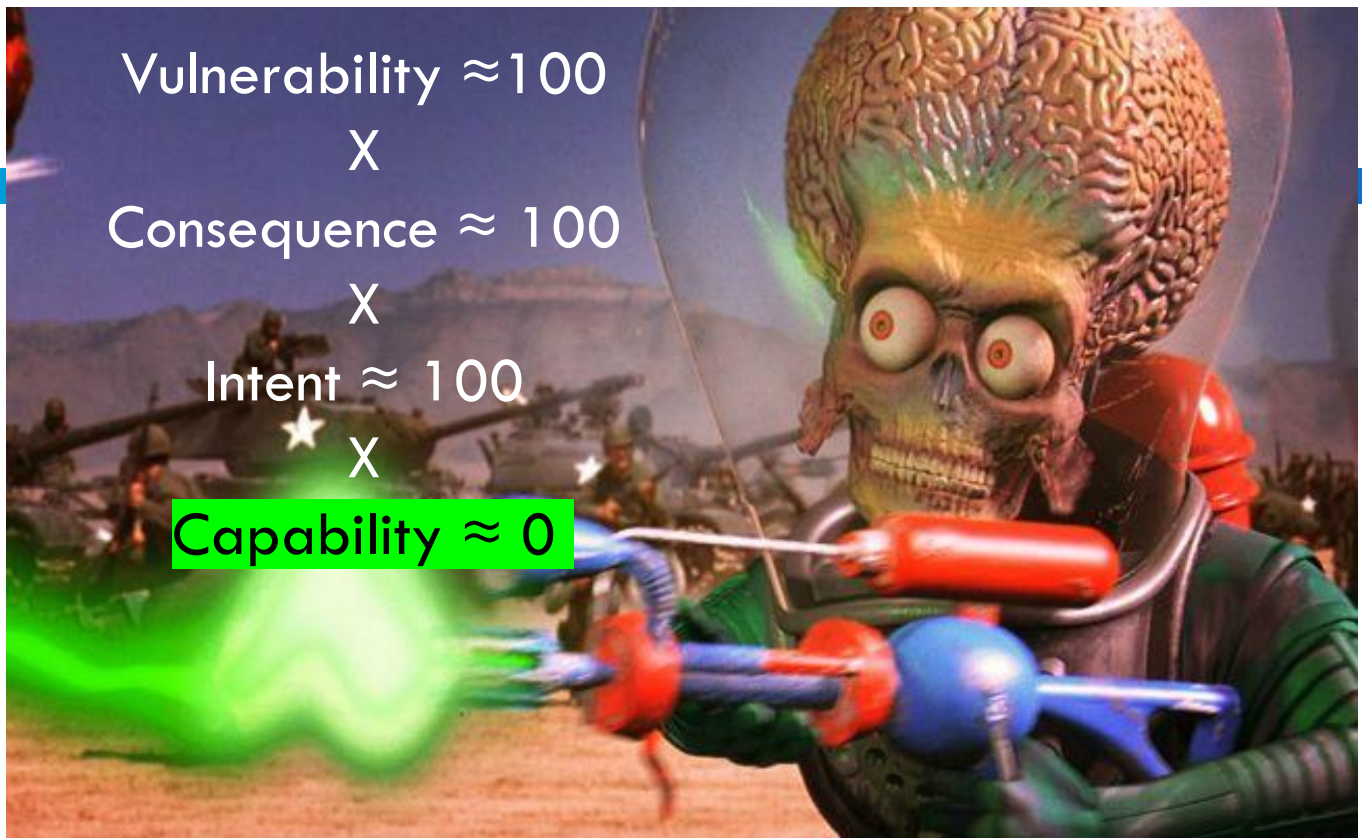 Vulnerability ≈100
X
Consequence ≈ 100
X
Intent ≈ 100
X
Capability ≈ 0